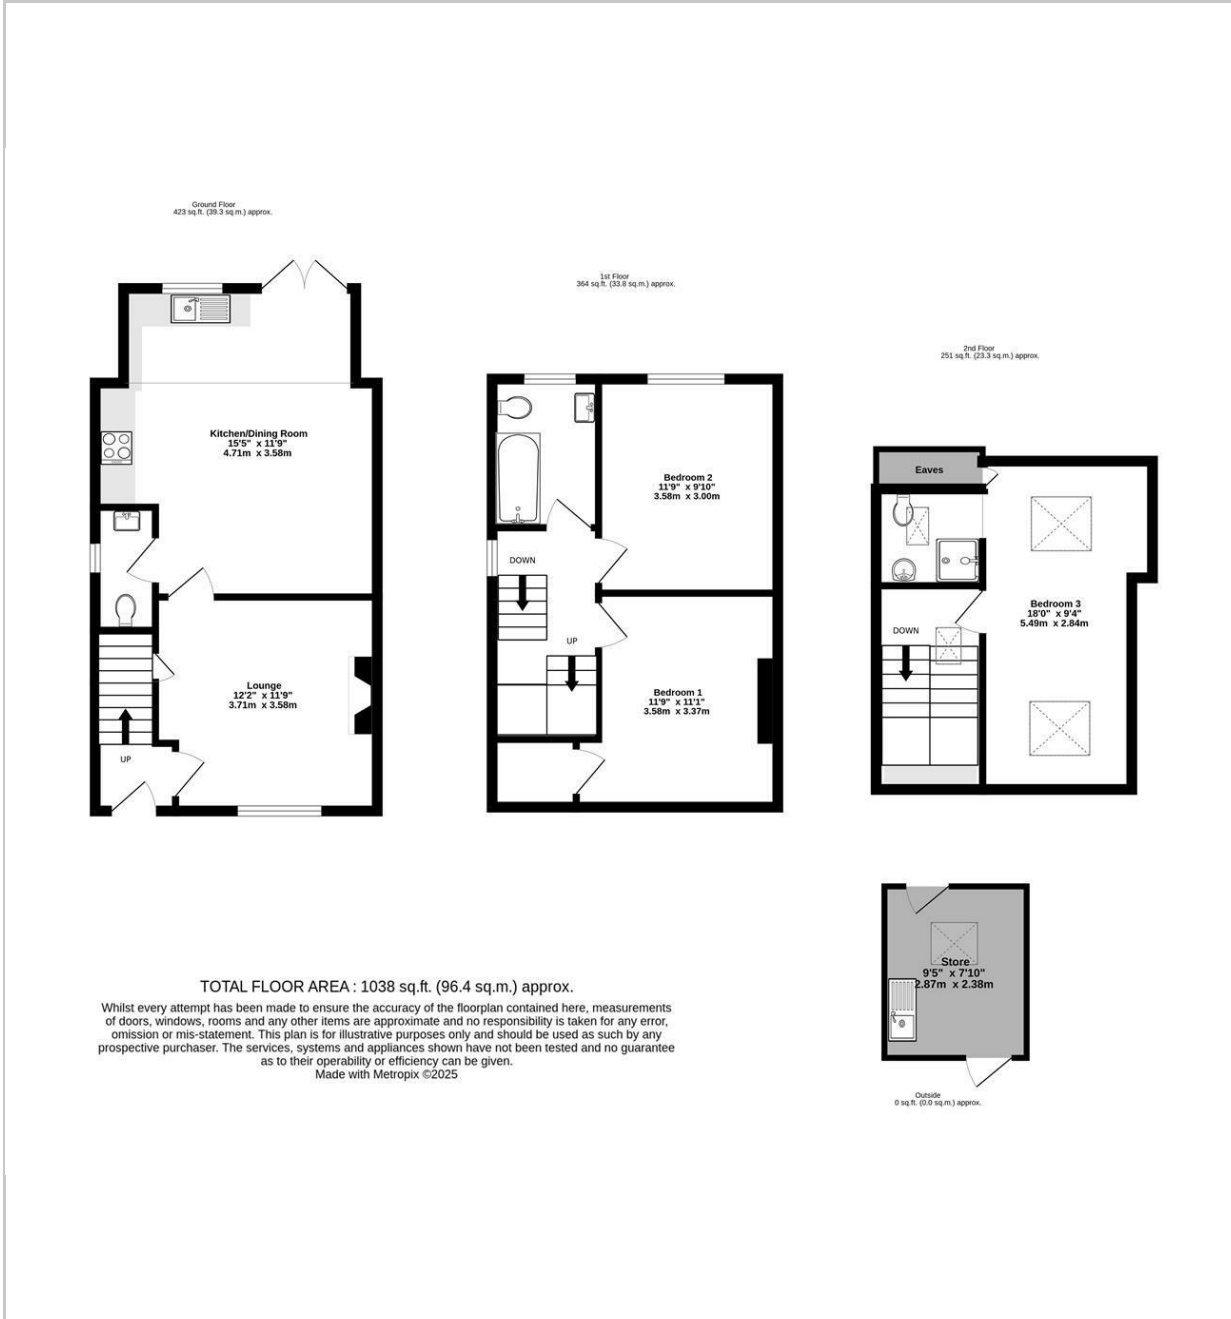 Ground Floor
423 sq.ft. (39.3 sq.m.) approx.
Kitchen/Dining Room
15'5" x 11'9"
4.71m x 3.58m
Lounge
12'2" x 11'9"
3.71m x 3.58m
UP
1st Floor
364 sq.ft. (33.8 sq.m.) approx.
Bedroom 2
11'9" x 9'10"
3.58m x 3.00m
DOWN
UP
Bedroom 1
11'9" x 11'1"
3.58m x 3.37m
2nd Floor
251 sq.ft. (23.3 sq.m.) approx.
Eaves
Bedroom 3
18'0" x 9'4"
5.49m x 2.84m
DOWN
Store
9'5" x 7'10"
2.87m x 2.38m
Outside
0 sq.ft. (0.0 sq.m.) approx.
TOTAL FLOOR AREA : 1038 sq.ft. (96.4 sq.m.) approx.
Whilst every attempt has been made to ensure the accuracy of the floorplan contained here, measurements
of doors, windows, rooms and any other items are approximate and no responsibility is taken for any error,
omission or mis-statement. This plan is for illustrative purposes only and should be used as such by any
prospective purchaser. The services, systems and appliances shown have not been tested and no guarantee
as to their operability or efficiency can be given.
Made with Metropix ©2025